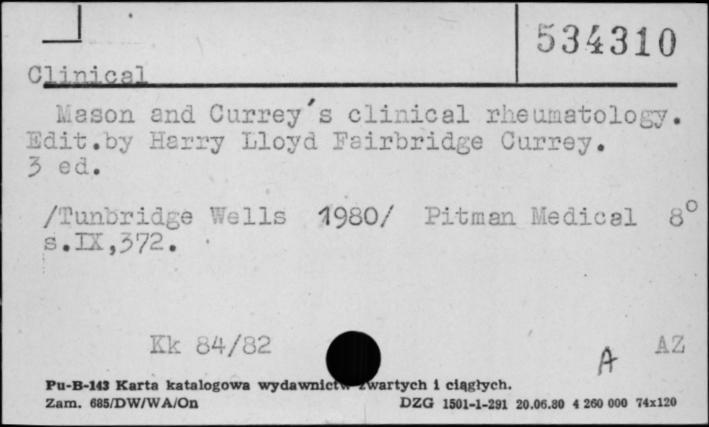 534310
Clinical
Mason and Currey's clinical rheumatology.
Edit.by Harry Lloyd Fairbridge Currey.
3 ed.
/Tunbridge Wells 1980/ Pitman Medical 8°
s.IX,372.
Kk 84/82
A AZ
Pu-B-143 Karta katalogowa wydawnictw zwartych i ciągłych.
Zam. 685/DW/WA/On DZG 1501-1-291 20.06.80 4 260 000 74x120